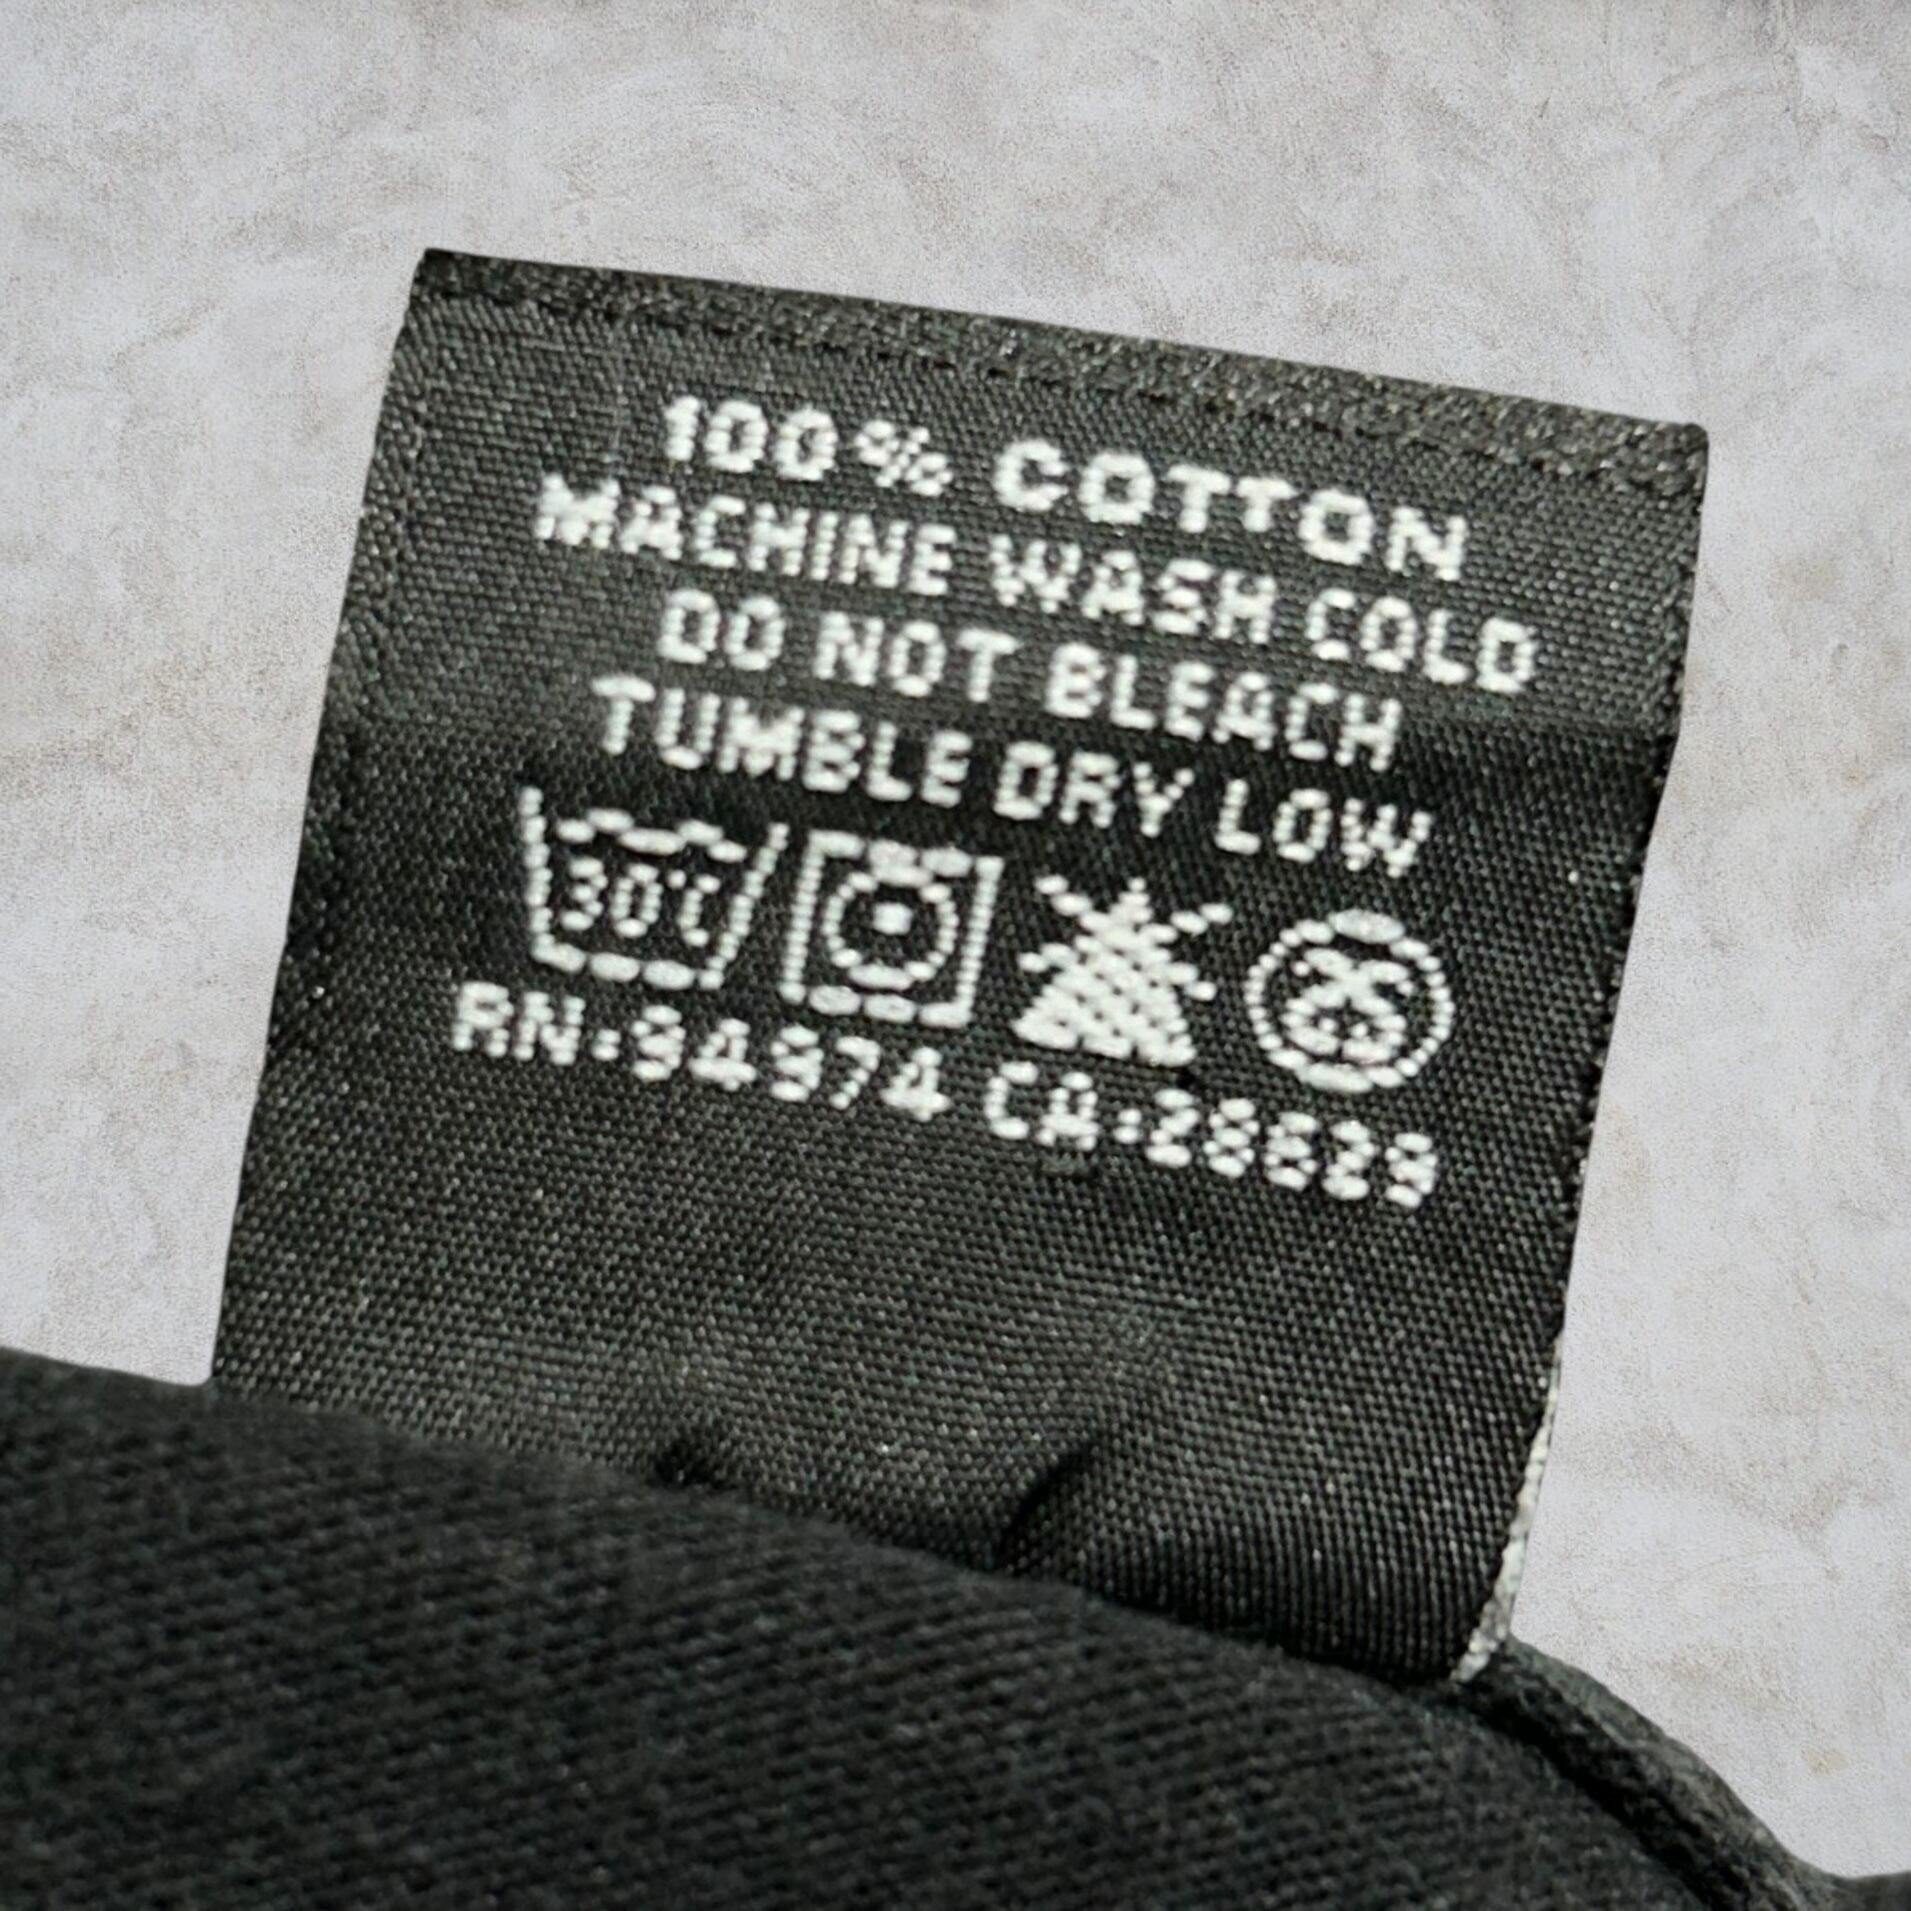 100% COTTON
MACHINE WASH COLD
DO NOT BLEACH
TUMBLE DRY LOW
30℃
RN:94974 CA:28629